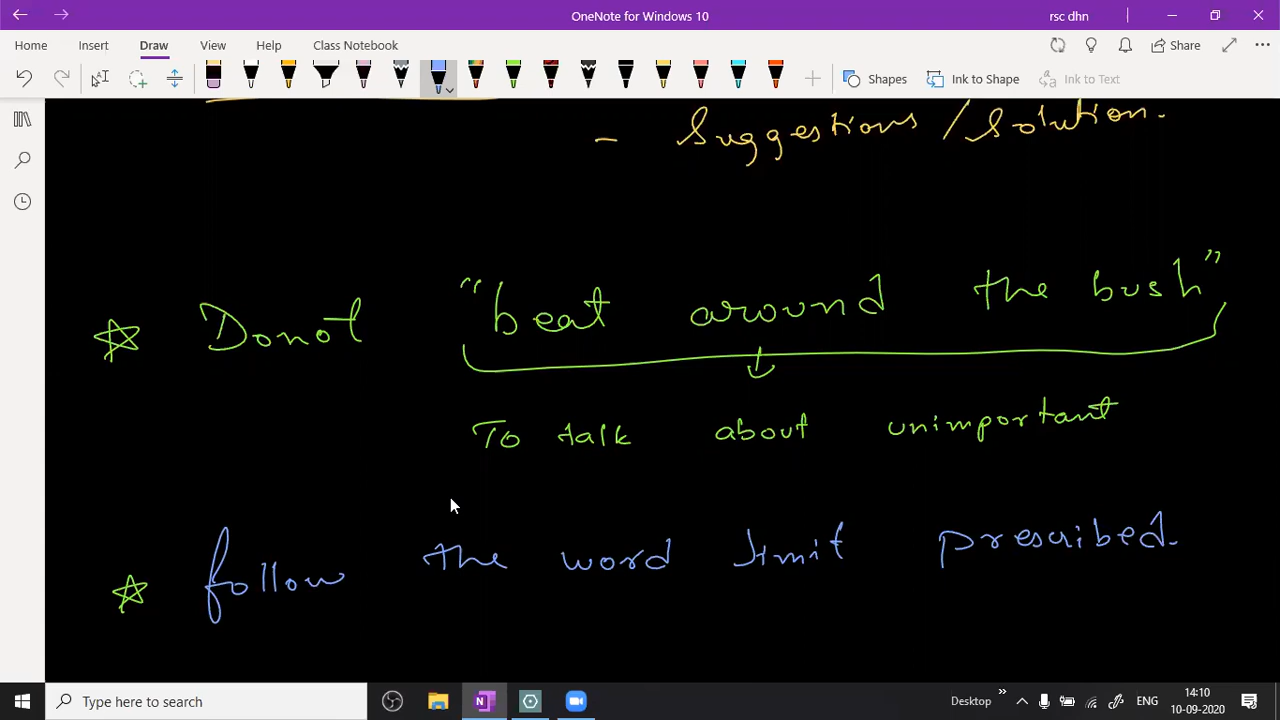 OneNote for Windows 10
rsc dhn
Home Insert Draw View Help Class Notebook
Share
Shapes
Ink to Shape
Ink to Text
- Suggestions / Solution.
Donot "beat around the bush"
To talk about unimportant
follow the word limit prescribed.
Type here to search
Desktop
ENG
14:10
10-09-2020